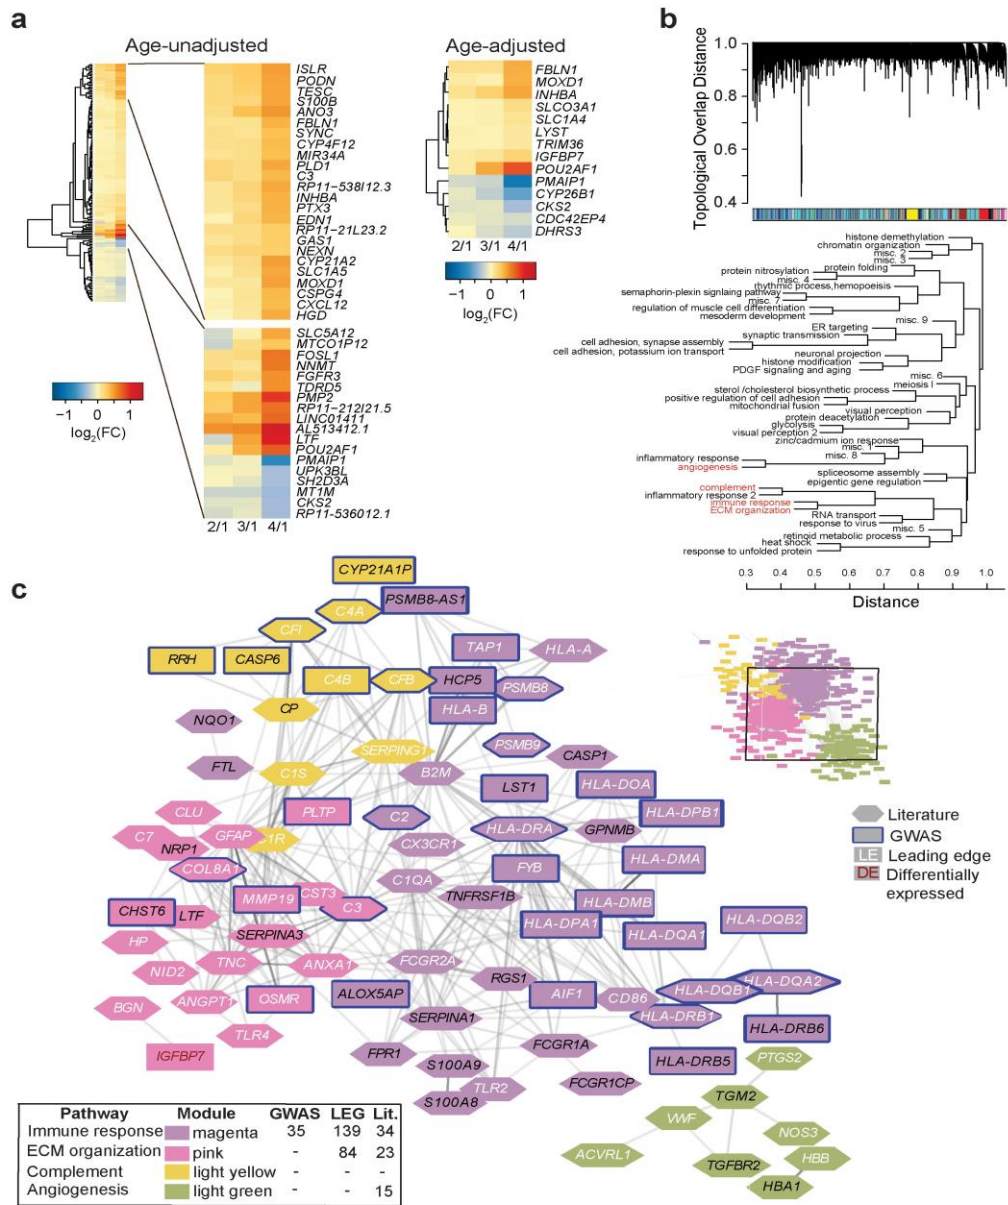 a
Age-unadjusted
ISLR
PODN
TESC
S100B
ANO3
FBLN1
SYNC
CYP4F12
MIR34A
PLD1
C3
RP11-538I12.3
INHBA
PTX3
EDN1
RP11-21L23.2
GAS1
NEXN
CYP21A2
SLC1A5
MOXD1
CSPG4
CXCL12
HGD
SLC5A12
MTCO1P12
FOSL1
NNMT
FGFR3
TDRD5
PMP2
RP11-212I21.5
LINC01411
AL513412.1
LTF
POU2AF1
PMAIP1
UPK3BL
SH2D3A
MT1M
CKS2
RP11-536O12.1
2/1 3/1 4/1
−1 0 1
log2(FC)
Age-adjusted
FBLN1
MOXD1
INHBA
SLCO3A1
SLC1A4
LYST
TRIM36
IGFBP7
POU2AF1
PMAIP1
CYP26B1
CKS2
CDC42EP4
DHRS3
2/1 3/1 4/1
−1 0 1
log2(FC)
b
Topological Overlap Distance
1.0
0.8
0.6
0.4
histone demethylation
chromatin organization
misc. 2
misc. 3
protein folding
protein nitrosylation
misc. 4
rhythmic process,hemopoeisis
semaphorin-plexin signlaing pathway
misc. 7
regulation of muscle cell differentiation
mesoderm development
misc. 9
ER targeting
synaptic transmission
cell adhesion, synapse assembly
cell adhesion, potassium ion transport
neuronal projection
histone modification
PDGF signaling and aging
misc. 6
meiosis I
sterol /cholesterol biosynthetic process
positive regulation of cell adhesion
mitochondrial fusion
visual perception
protein deacetylation
glycolysis
visual perception 2
zinc/cadmium ion response
misc. 1
misc. 8
inflammatory response
angiogenesis
spliceosome assembly
epigentic gene regulation
complement
inflammatory response 2
immune response
ECM organization
RNA transport
response to virus
misc. 5
retinoid metabolic process
heat shock
response to unfolded protein
0.3 0.4 0.5 0.6 0.7 0.8 0.9 1.0
Distance
c
CYP21A1P
C4A
PSMB8-AS1
CFI
RRH
CASP6
TAP1
HLA-A
C4B
CFB
HCP5
PSMB8
HLA-B
CP
NQO1
SERPING1
PSMB9
FTL
C1S
B2M
CASP1
LST1
HLA-DOA
CLU
PLTP
C2
HLA-DPB1
C7
GFAP
C1R
HLA-DRA
GPNMB
NRP1
CX3CR1
COL8A1
FYB
HLA-DMA
C1QA
CST3
TNFRSF1B
MMP19
C3
HLA-DMB
CHST6
LTF
HLA-DPA1
HLA-DQB2
SERPINA3
HLA-DQA1
HP
TNC
ANXA1
FCGR2A
NID2
RGS1
HLA-DQA2
HLA-DQB1
BGN
ANGPT1
OSMR
ALOX5AP
AIF1
CD86
SERPINA1
HLA-DRB1
HLA-DRB6
TLR4
FCGR1A
IGFBP7
FPR1
S100A9
HLA-DRB5
PTGS2
TLR2
FCGR1CP
S100A8
TGM2
VWF
NOS3
ACVRL1
TGFBR2
HBB
HBA1
Literature
GWAS
LE Leading edge
DE Differentially
expressed
Pathway Module GWAS LEG Lit.
Immune response magenta 35 139 34
ECM organization pink - 84 23
Complement light yellow - - -
Angiogenesis light green - - 15